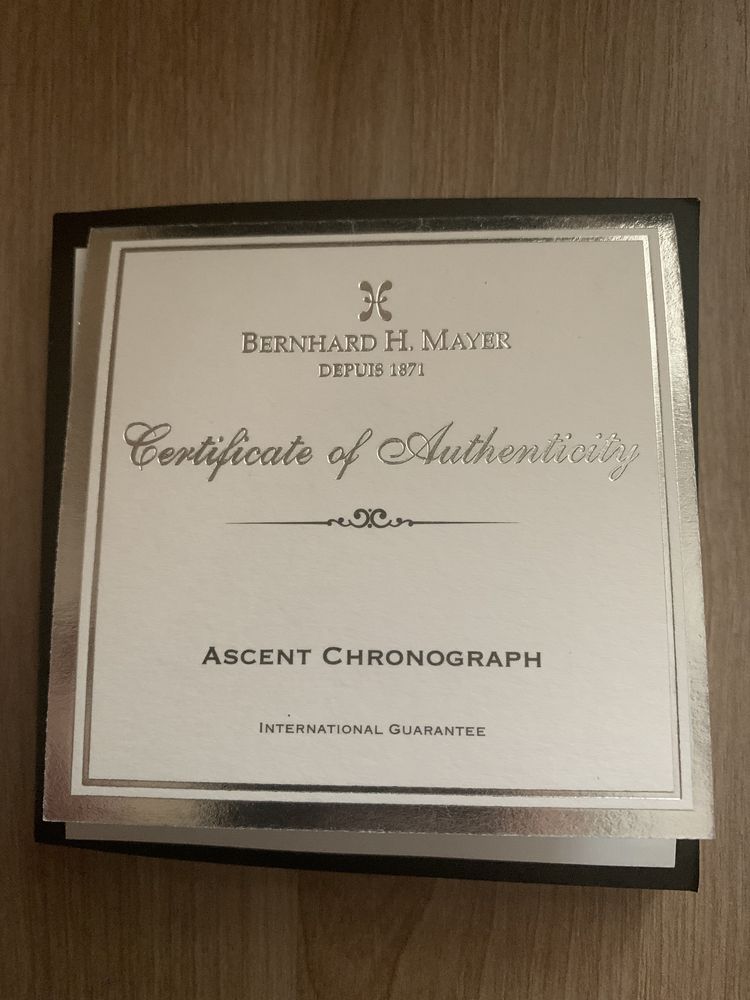 BERNHARD H. MAYER
DEPUIS 1871
Certificate of Authenticity
ASCENT CHRONOGRAPH
INTERNATIONAL GUARANTEE